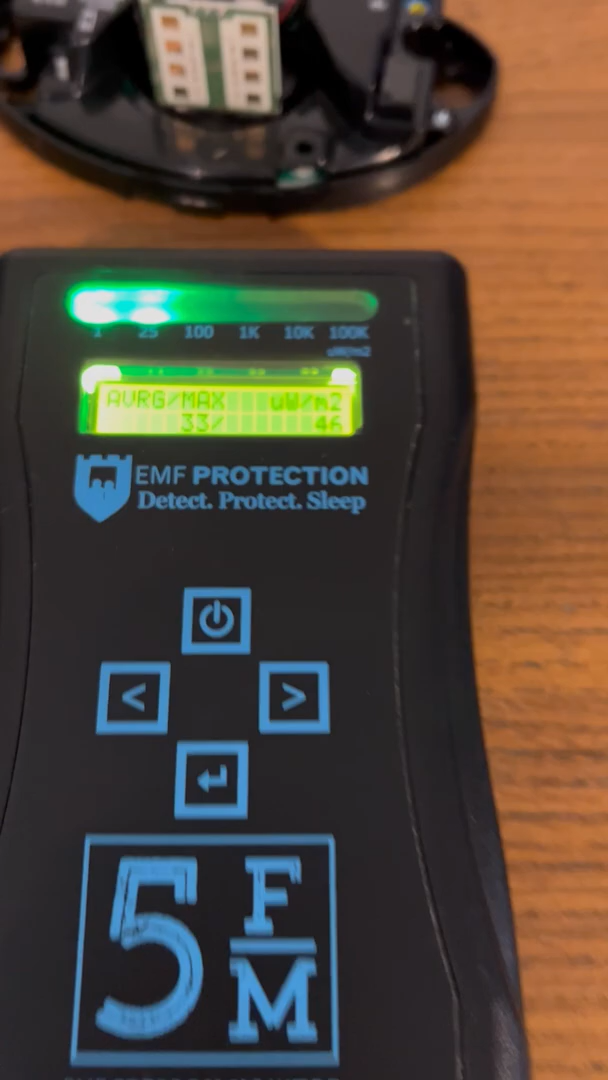 1 25 100 1K 10K 100K
uW/m2
AVRG/MAX uW/m2
33/ 46
EMF PROTECTION
Detect. Protect. Sleep
<
>
5 F
M